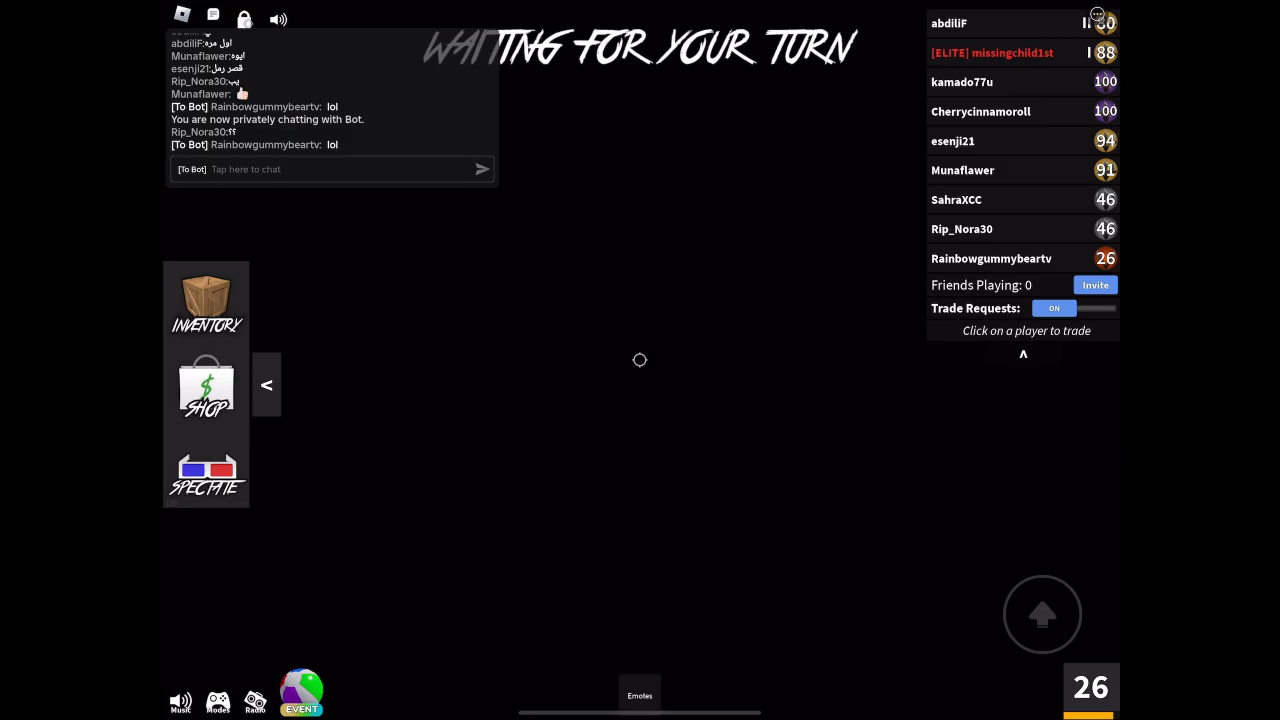 WAITING FOR YOUR TURN
abdiliF:اول مره
Munaflawer:ايوه
esenji21:قصر رمل
Rip_Nora30:يب
Munaflawer: 👍🏻
[To Bot] Rainbowgummybeartv: lol
You are now privately chatting with Bot.
Rip_Nora30:؟؟
[To Bot] Rainbowgummybeartv: lol
[To Bot] Tap here to chat
INVENTORY
$
SHOP
SPECTATE
<
abdiliF II 80
[ELITE] missingchild1st I 88
kamado77u 100
Cherrycinnamoroll 100
esenji21 94
Munaflawer 91
SahraXCC 46
Rip_Nora30 46
Rainbowgummybeartv 26
Friends Playing: 0 Invite
Trade Requests: ON
Click on a player to trade
^
Music
Modes
Radio
EVENT
Emotes
26